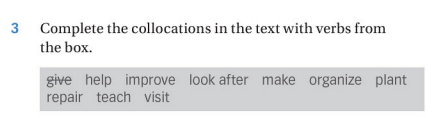 3 Complete the collocations in the text with verbs from
the box.
give help improve look after make organize plant
repair teach visit